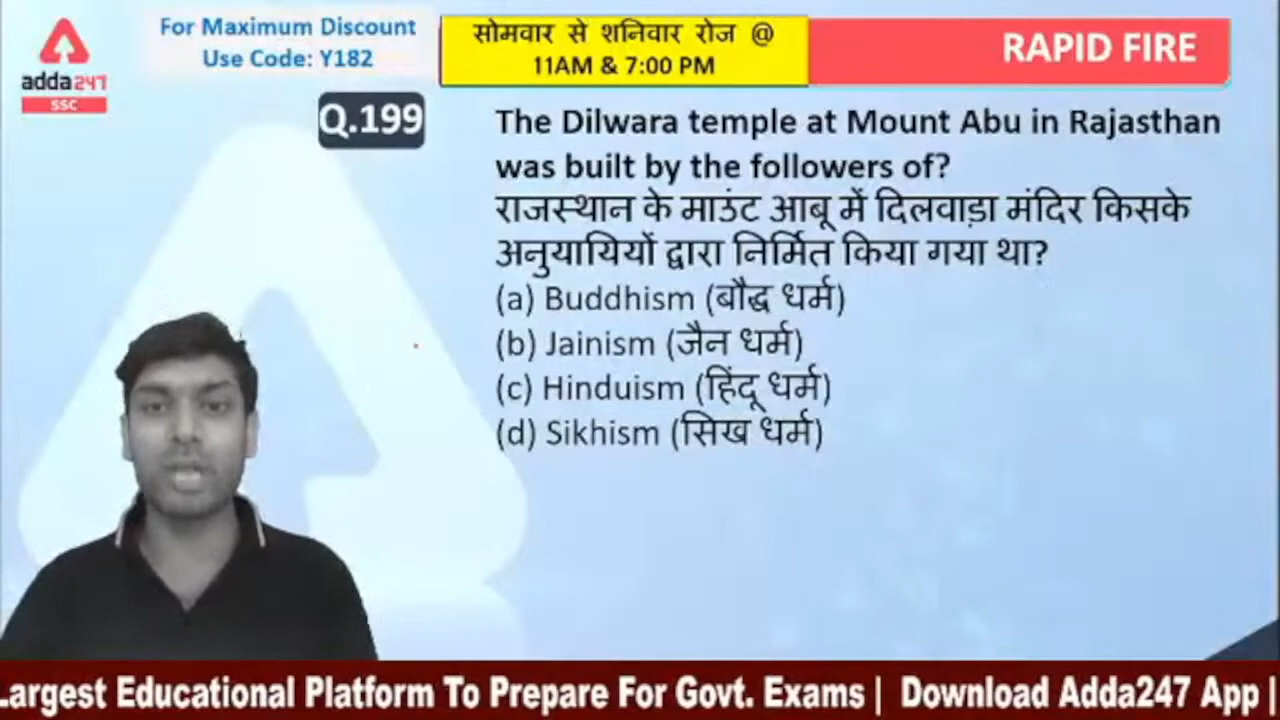 For Maximum Discount
Use Code: Y182
सोमवार से शनिवार रोज @
11AM & 7:00 PM
RAPID FIRE
adda247
SSC
Q.199
The Dilwara temple at Mount Abu in Rajasthan
was built by the followers of?
राजस्थान के माउंट आबू में दिलवाड़ा मंदिर किसके
अनुयायियों द्वारा निर्मित किया गया था?
(a) Buddhism (बौद्ध धर्म)
(b) Jainism (जैन धर्म)
(c) Hinduism (हिंदू धर्म)
(d) Sikhism (सिख धर्म)
Largest Educational Platform To Prepare For Govt. Exams | Download Adda247 App |